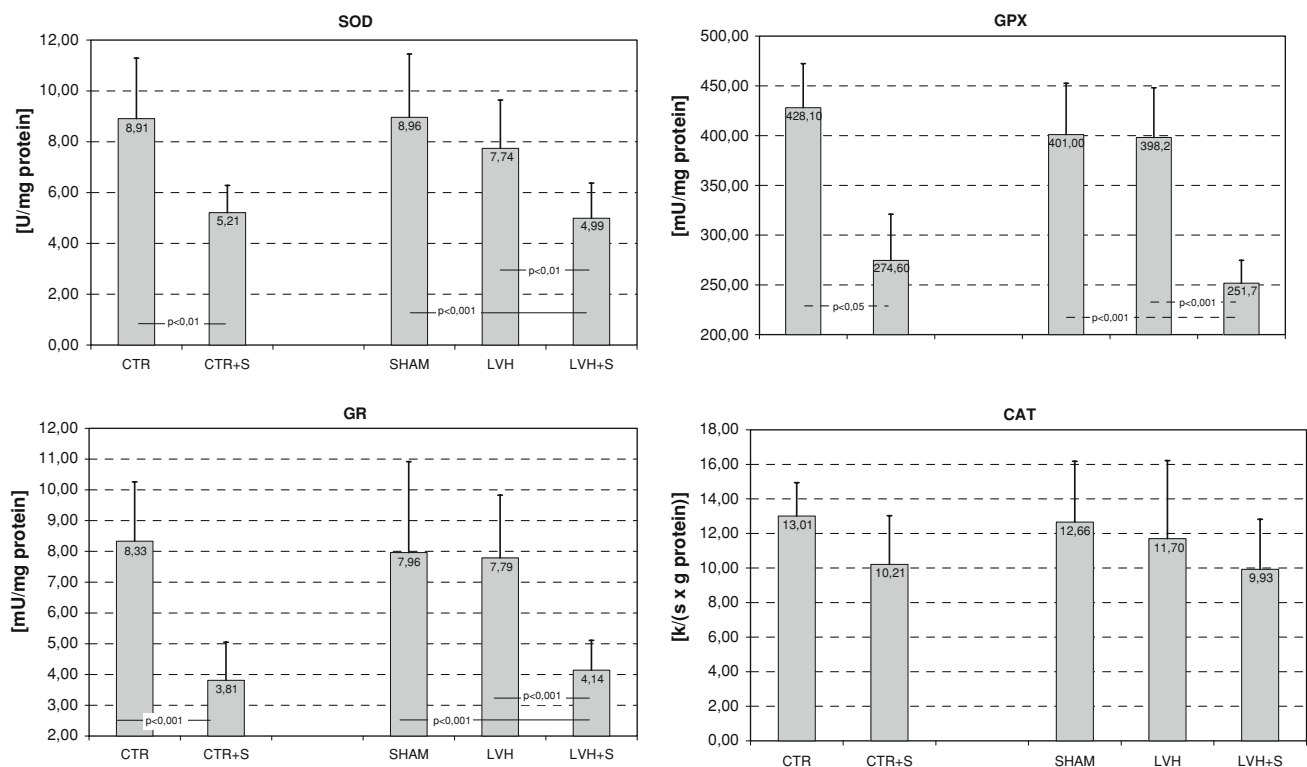 SOD
[U/mg protein]
12,00
10,00
8,00
6,00
4,00
2,00
0,00
8,91
5,21
8,96
7,74
4,99
p<0,01
p<0,001
p<0,01
CTR CTR+S SHAM LVH LVH+S
GPX
[mU/mg protein]
500,00
450,00
400,00
350,00
300,00
250,00
200,00
428,10
274,60
401,00
398,2
251,7
p<0,05
p<0,001
p<0,001
GR
[mU/mg protein]
12,00
11,00
10,00
9,00
8,00
7,00
6,00
5,00
4,00
3,00
2,00
8,33
3,81
7,96
7,79
4,14
p<0,001
p<0,001
p<0,001
CTR CTR+S SHAM LVH LVH+S
CAT
[k/(s x g protein)]
18,00
16,00
14,00
12,00
10,00
8,00
6,00
4,00
2,00
0,00
13,01
10,21
12,66
11,70
9,93
CTR CTR+S SHAM LVH LVH+S